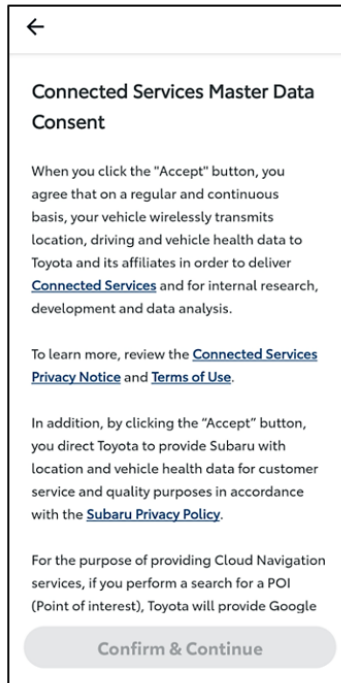 Connected Services Master Data
Consent
When you click the "Accept" button, you
agree that on a regular and continuous
basis, your vehicle wirelessly transmits
location, driving and vehicle health data to
Toyota and its affiliates in order to deliver
Connected Services and for internal research,
development and data analysis.
To learn more, review the Connected Services
Privacy Notice and Terms of Use.
In addition, by clicking the “Accept” button,
you direct Toyota to provide Subaru with
location and vehicle health data for customer
service and quality purposes in accordance
with the Subaru Privacy Policy.
For the purpose of providing Cloud Navigation
services, if you perform a search for a POI
(Point of interest), Toyota will provide Google
Confirm & Continue